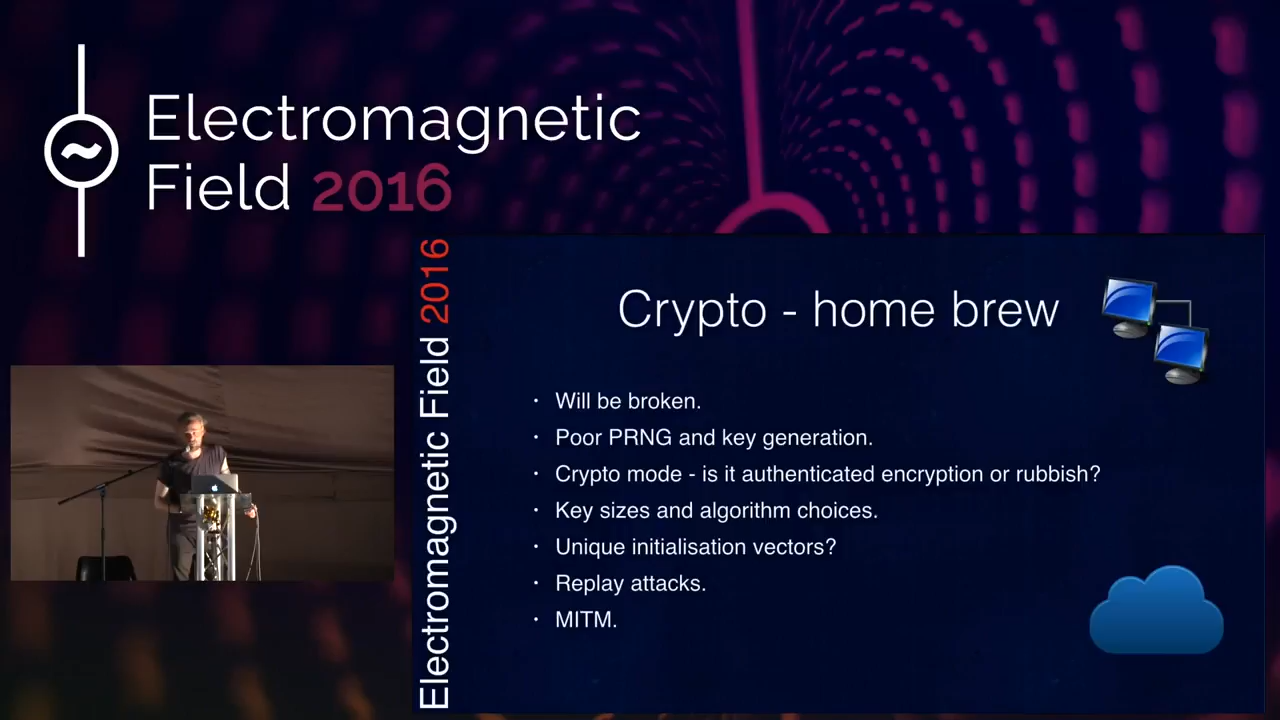 Electromagnetic
Field 2016
Electromagnetic Field 2016
Crypto - home brew
· Will be broken.
· Poor PRNG and key generation.
· Crypto mode - is it authenticated encryption or rubbish?
· Key sizes and algorithm choices.
· Unique initialisation vectors?
· Replay attacks.
· MITM.